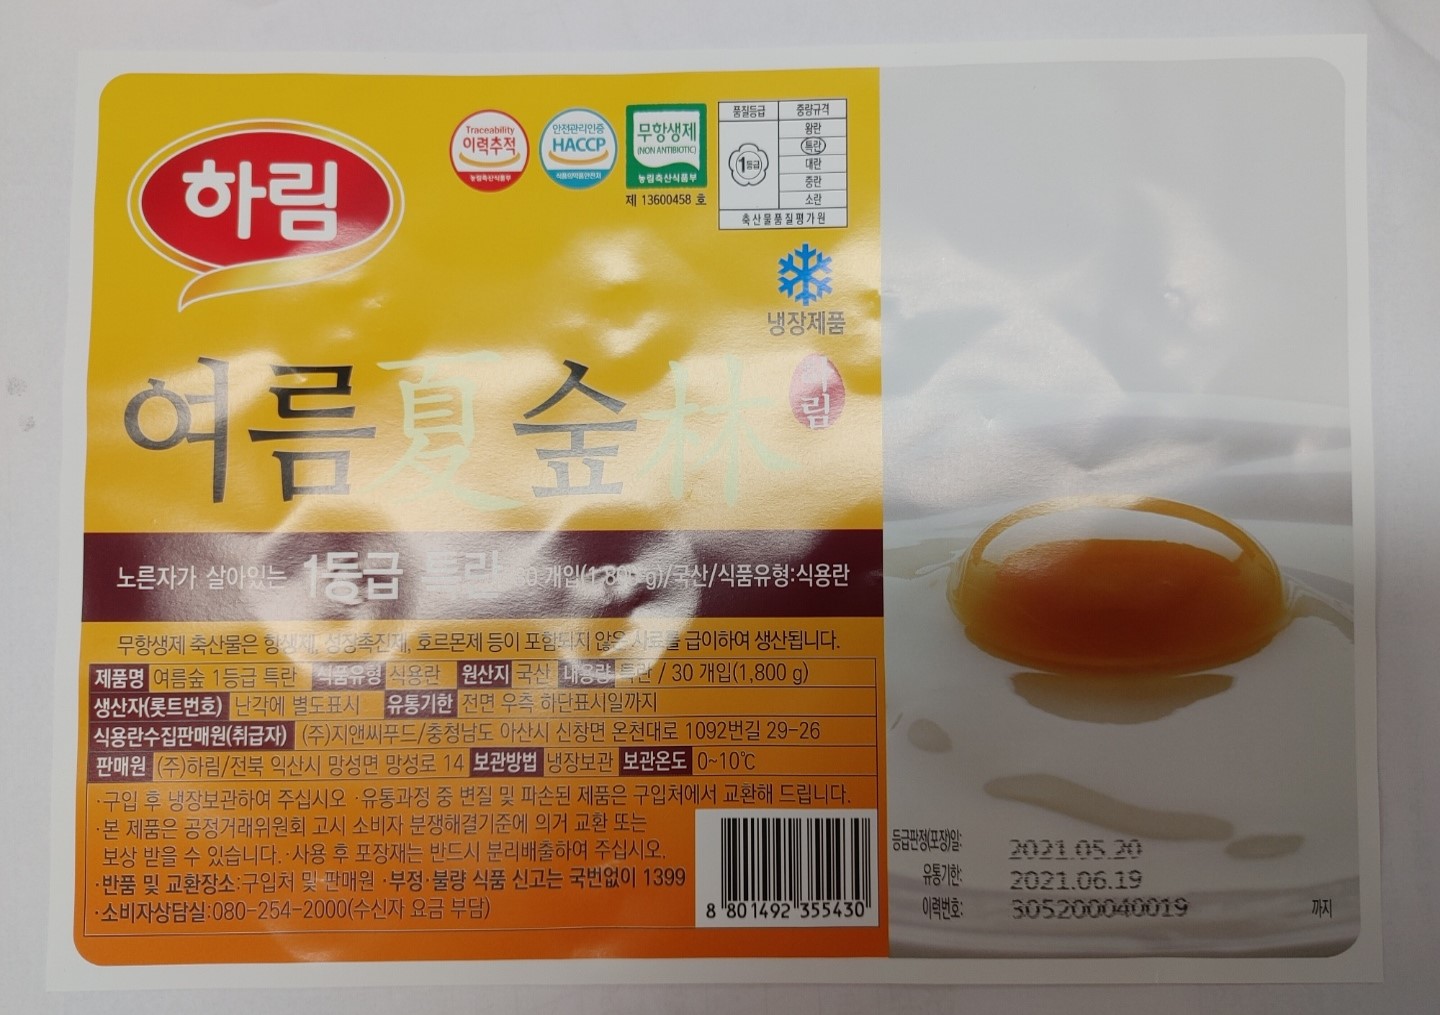 하림
Traceability
이력추적
농림축산식품부
안전관리인증
HACCP
식품의약품안전처
무항생제
(NON ANTIBIOTIC)
농림축산식품부
제 13600458 호
품질등급 중량규격
1등급
왕란
특란
대란
중란
소란
축산물품질평가원
냉장제품
여름夏숲林
하림
노른자가 살아있는 1등급 특란 30 개입(1,800 g)/국산/식품유형:식용란
무항생제 축산물은 항생제, 성장촉진제, 호르몬제 등이 포함되지 않은 사료를 급이하여 생산됩니다.
제품명 여름숲 1등급 특란 식품유형 식용란 원산지 국산 내용량 특란 / 30 개입(1,800 g)
생산자(롯트번호) 난각에 별도표시 유통기한 전면 우측 하단표시일까지
식용란수집판매원(취급자) (주)지앤씨푸드/충청남도 아산시 신창면 온천대로 1092번길 29-26
판매원 (주)하림/전북 익산시 망성면 망성로 14 보관방법 냉장보관 보관온도 0~10℃
·구입 후 냉장보관하여 주십시오 ·유통과정 중 변질 및 파손된 제품은 구입처에서 교환해 드립니다.
·본 제품은 공정거래위원회 고시 소비자 분쟁해결기준에 의거 교환 또는
보상 받을 수 있습니다. ·사용 후 포장재는 반드시 분리배출하여 주십시오.
·반품 및 교환장소:구입처 및 판매원 ·부정·불량 식품 신고는 국번없이 1399
·소비자상담실:080-254-2000(수신자 요금 부담)
8 801492 355430
등급판정(포장)일: 2021.05.20
유통기한: 2021.06.19
이력번호: 305200040019 까지